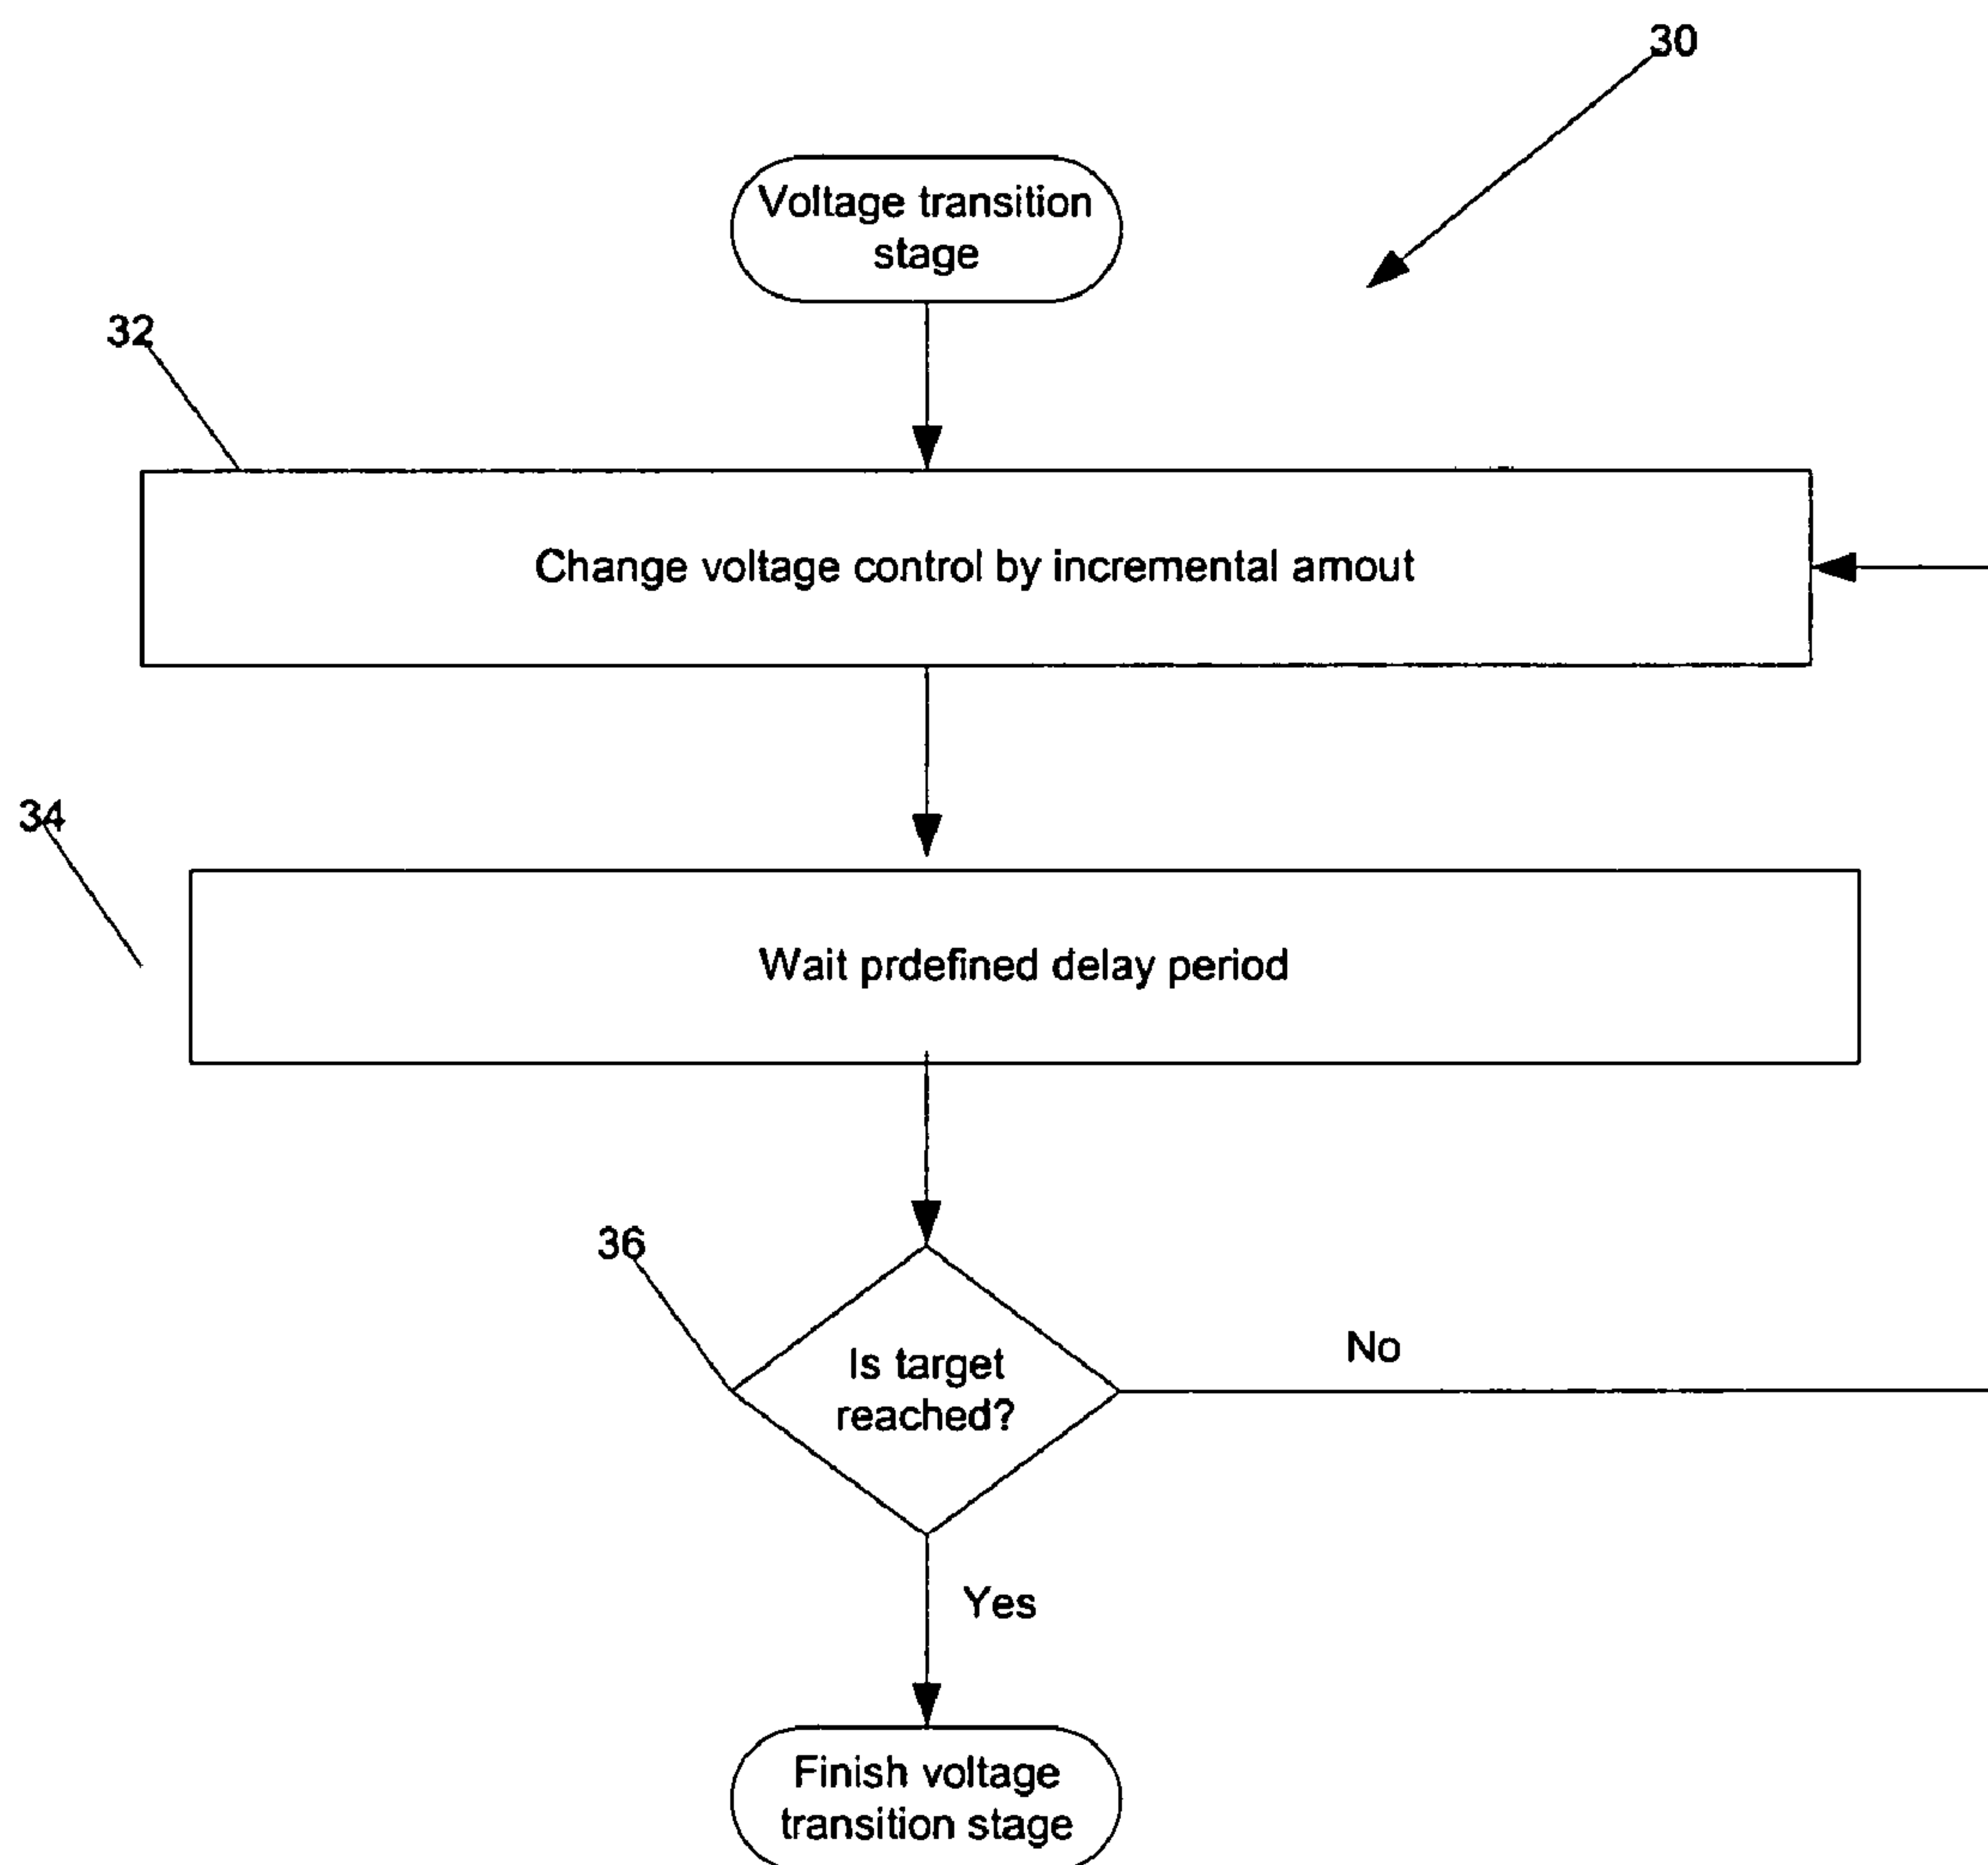 30
Voltage transition
stage
32
Change voltage control by incremental amout
34
Wait prdefined delay period
36
Is target
reached?
No
Yes
Finish voltage
transition stage